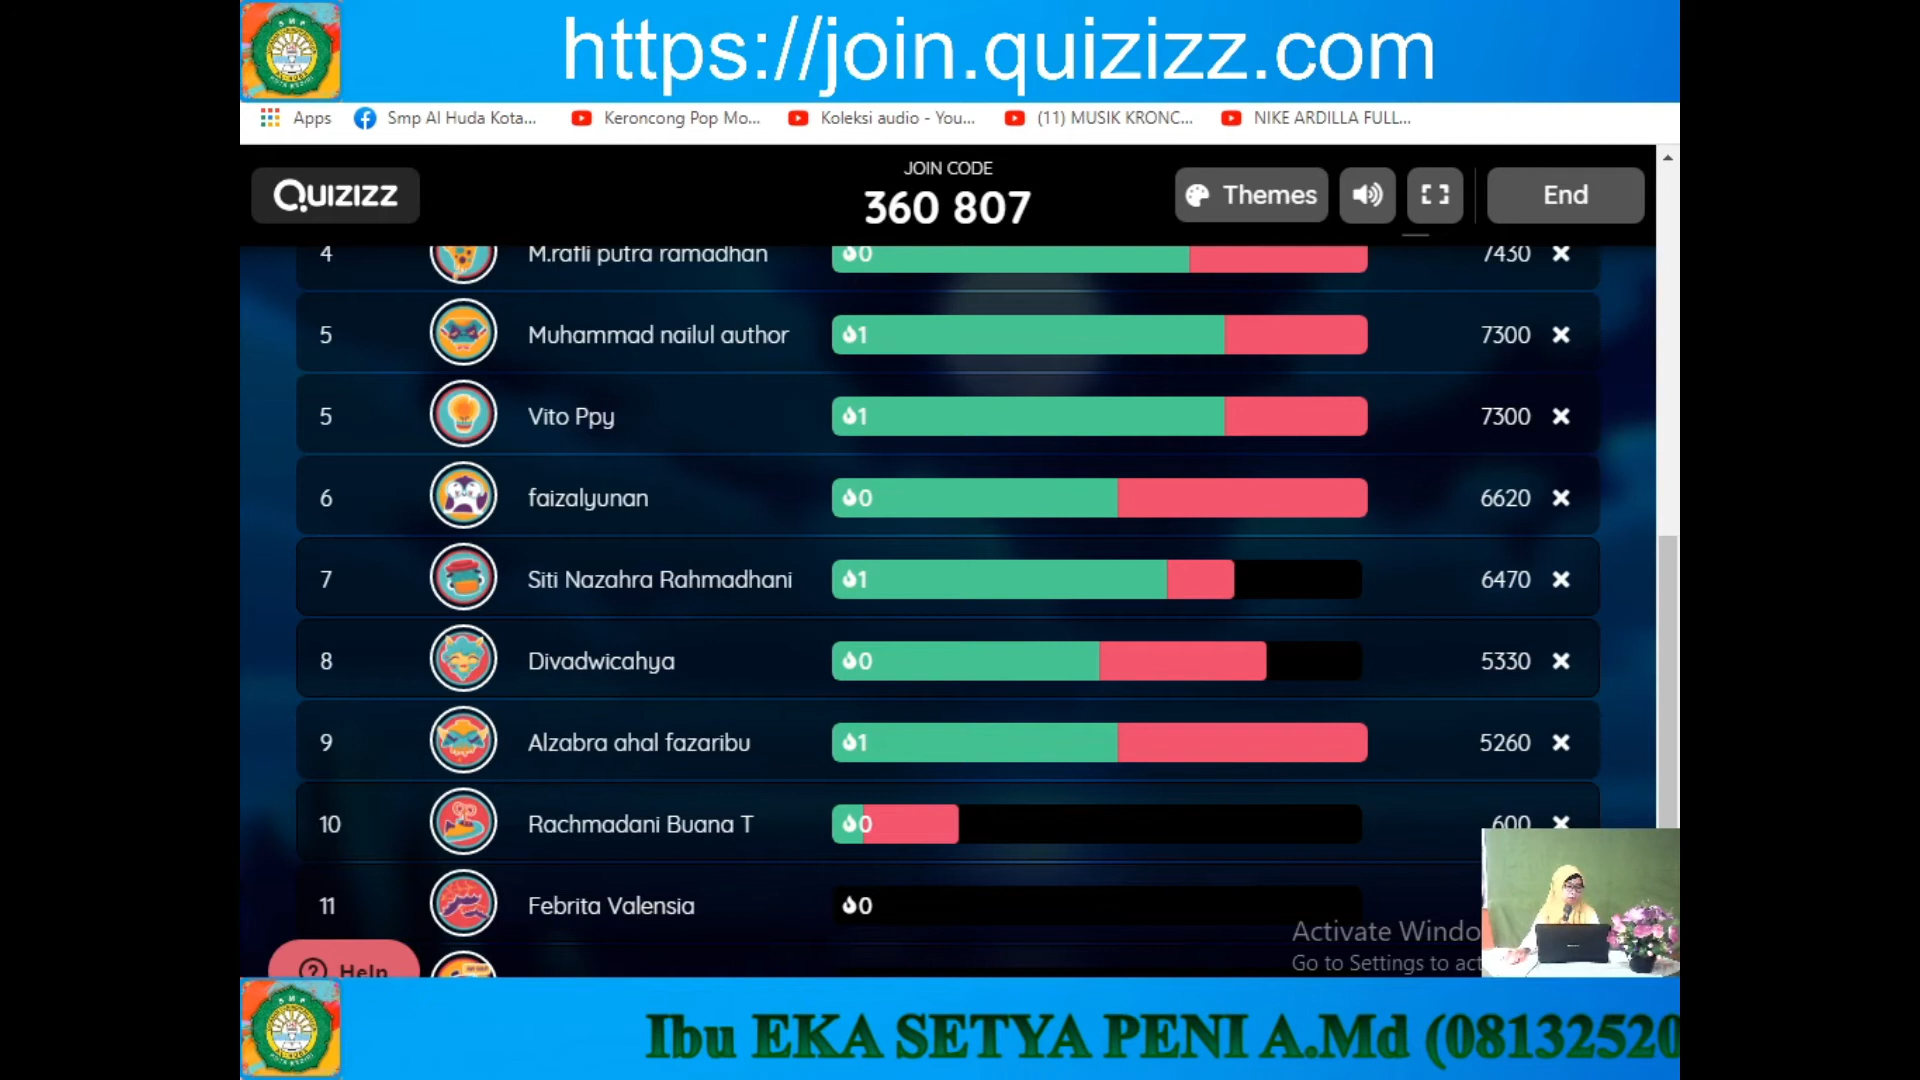 https://join.quizizz.com
Apps
Smp Al Huda Kota...
Keroncong Pop Mo...
Koleksi audio - You...
(11) MUSIK KRONC...
NIKE ARDILLA FULL...
QUIZIZZ
JOIN CODE
360 807
Themes
End
4 M.rafli putra ramadhan 0 7430
5 Muhammad nailul author 1 7300
5 Vito Ppy 1 7300
6 faizalyunan 0 6620
7 Siti Nazahra Rahmadhani 1 6470
8 Divadwicahya 0 5330
9 Alzabra ahal fazaribu 1 5260
10 Rachmadani Buana T 0 600
11 Febrita Valensia 0
Activate Windo
Go to Settings to act
Help
Ibu EKA SETYA PENI A.Md (08132520